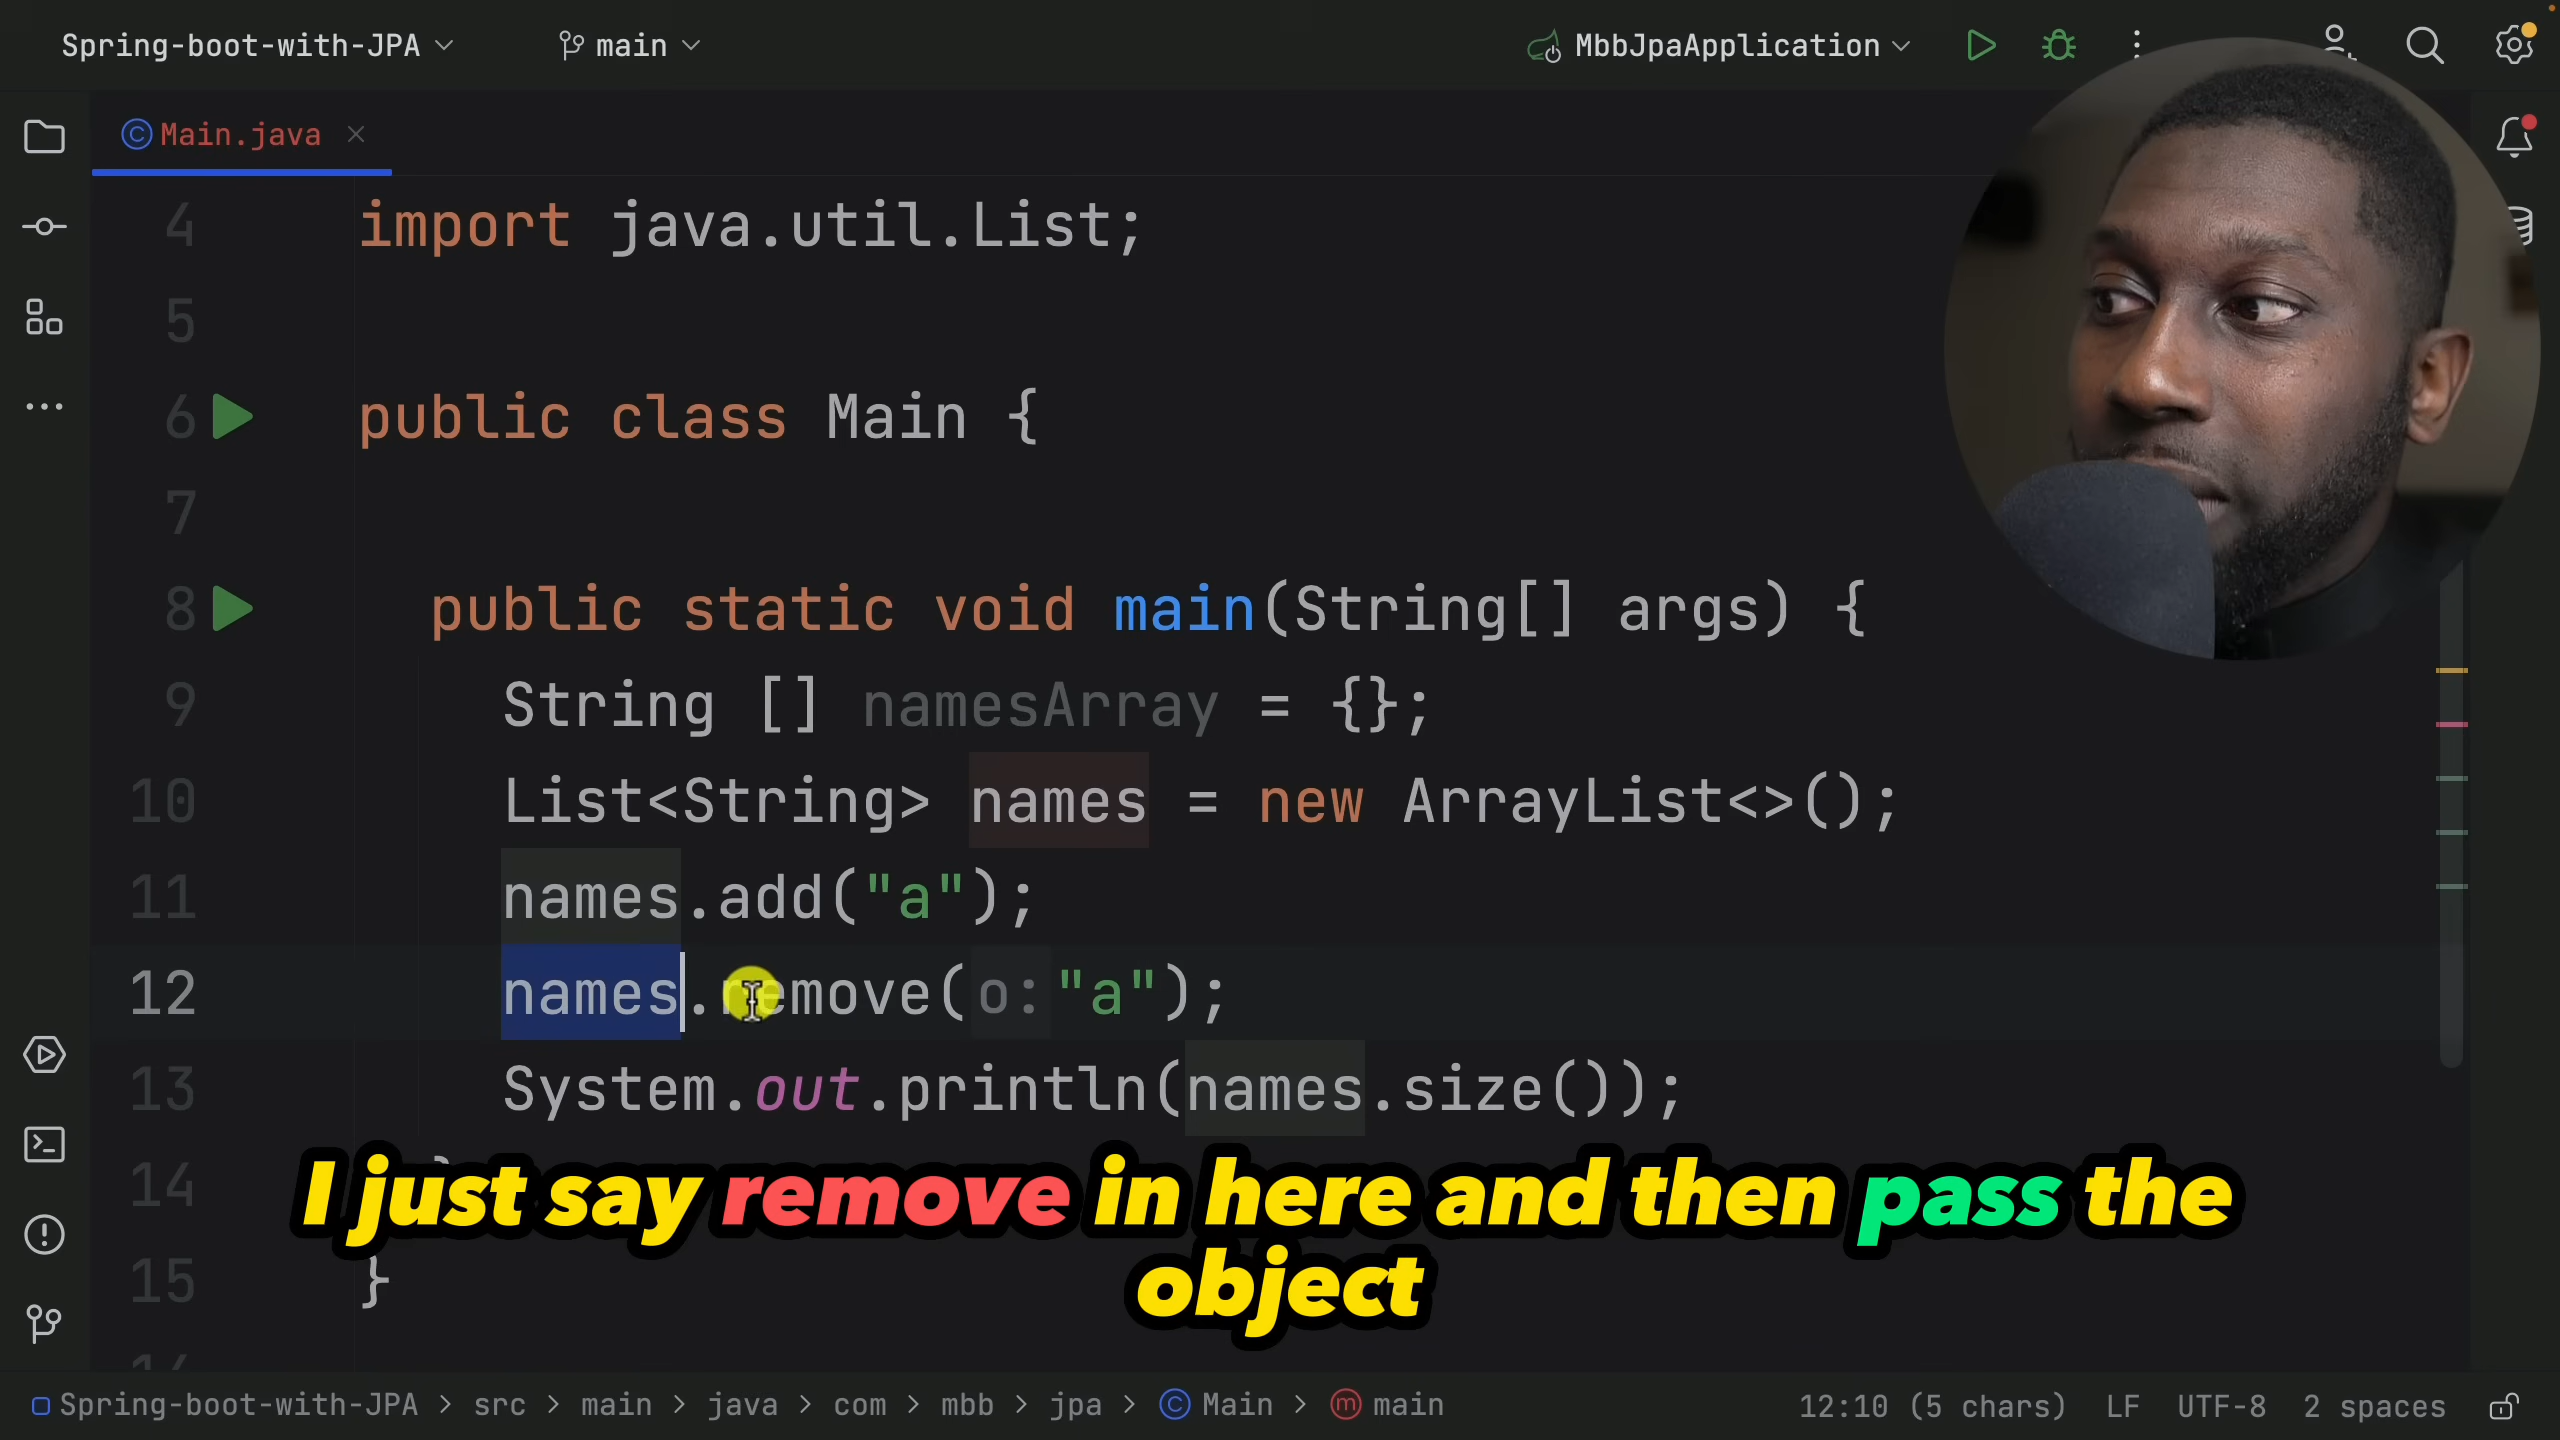 Spring-boot-with-JPA main MbbJpaApplication
Main.java
4 import java.util.List;
5
6 public class Main {
7
8 public static void main(String[] args) {
9 String [] namesArray = {};
10 List<String> names = new ArrayList<>();
11 names.add("a");
12 names.remove( o: "a");
13 System.out.println(names.size());
14 }
15 }
16
I just say remove in here and then pass the
object
Spring-boot-with-JPA > src > main > java > com > mbb > jpa > Main > main 12:10 (5 chars) LF UTF-8 2 spaces